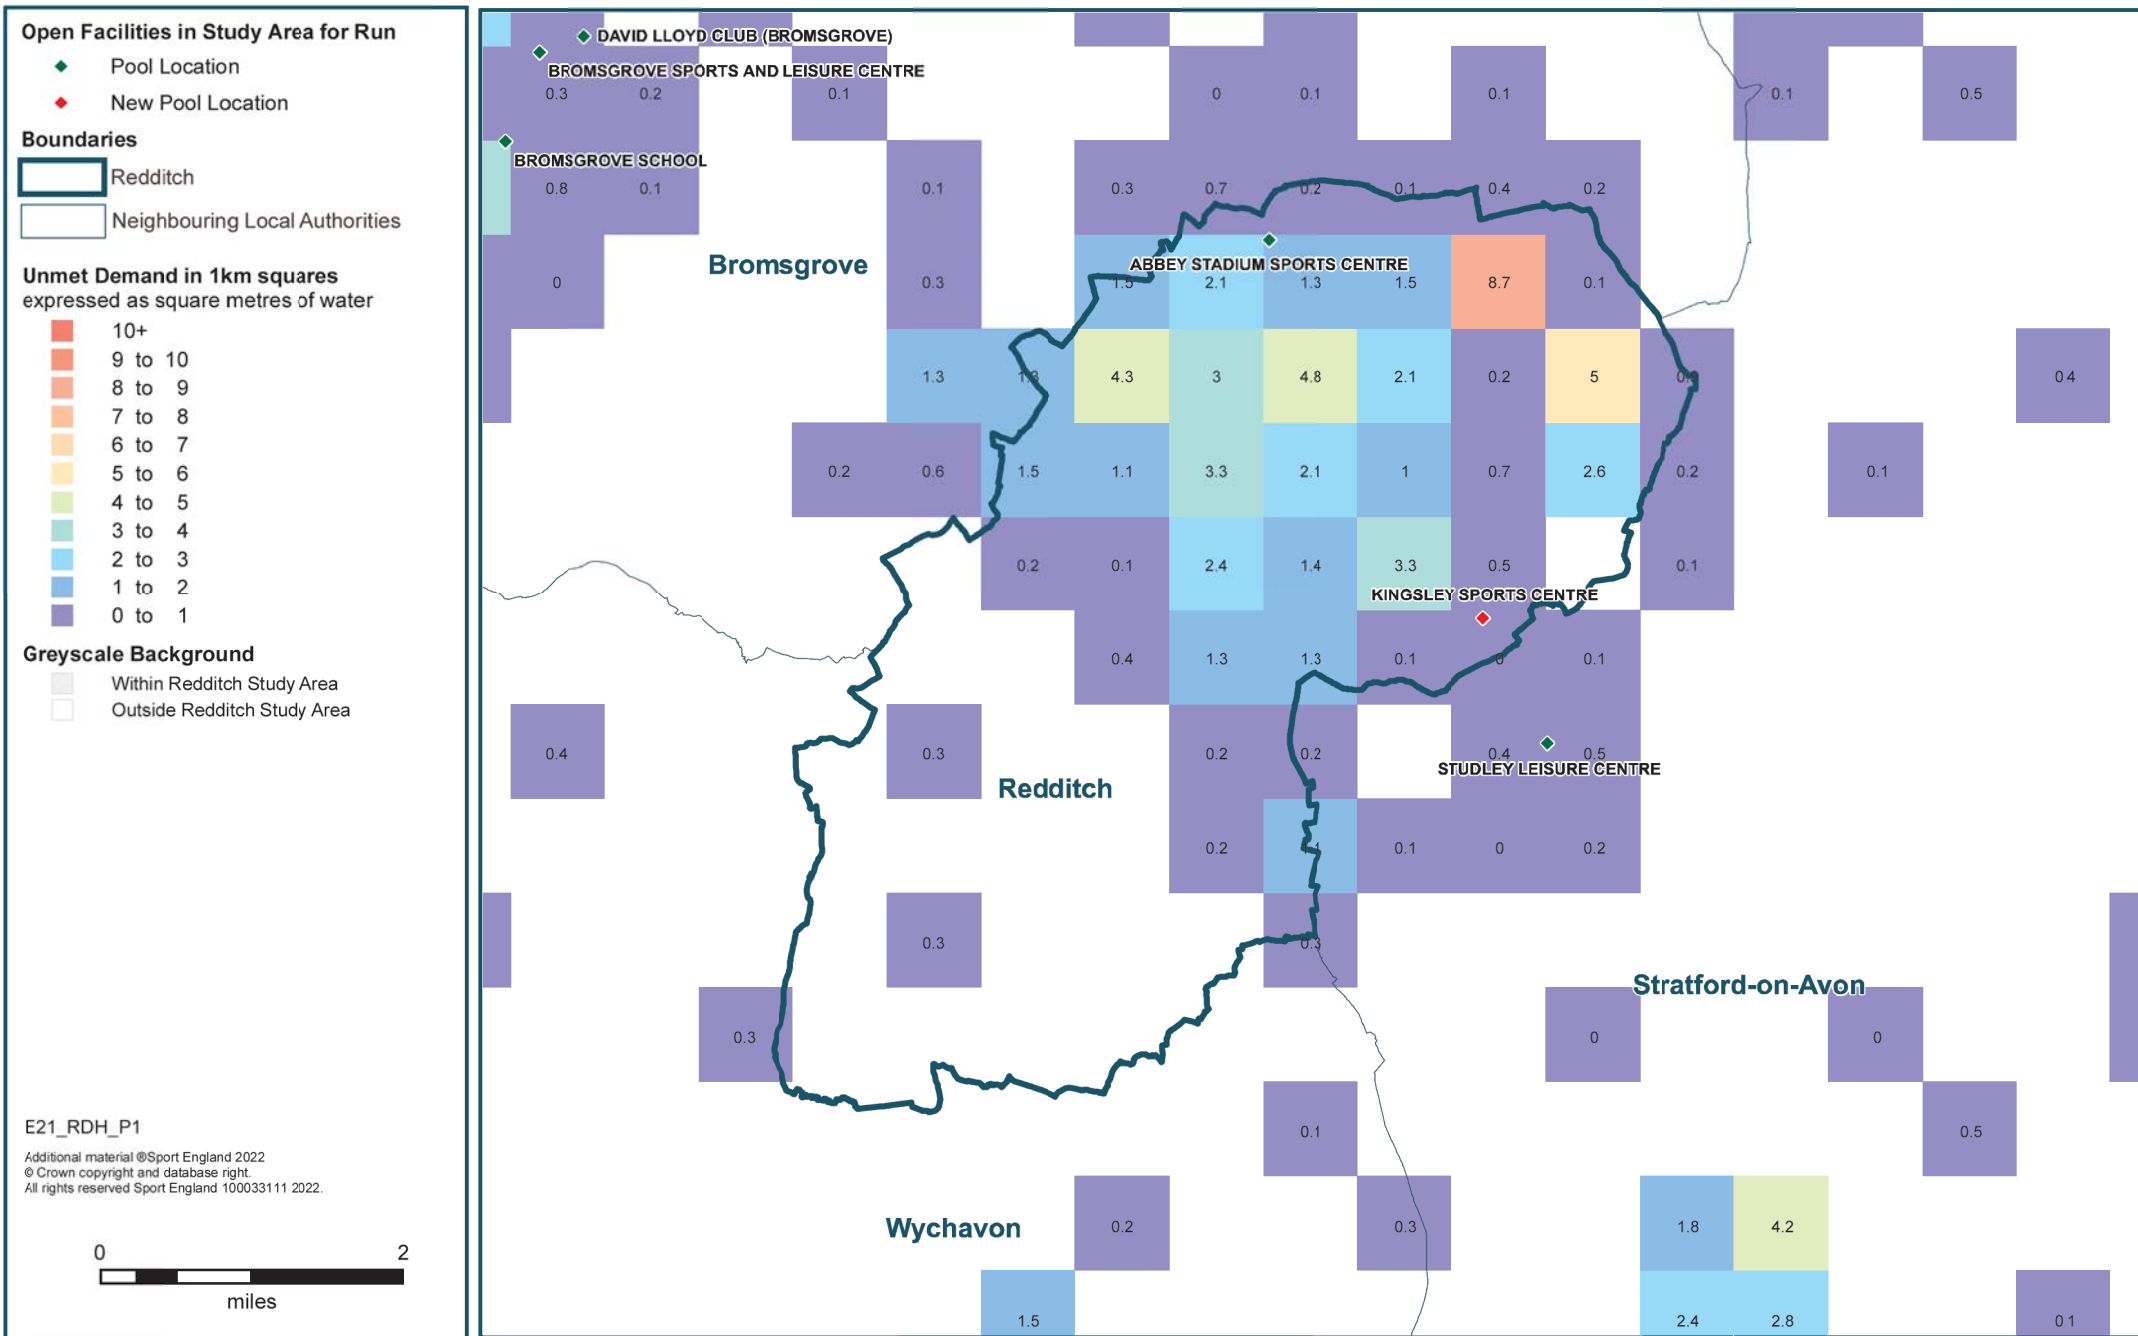 Open Facilities in Study Area for Run
Pool Location
New Pool Location
Boundaries
Redditch
Neighbouring Local Authorities
Unmet Demand in 1km squares
expressed as square metres of water
10+
9 to 10
8 to 9
7 to 8
6 to 7
5 to 6
4 to 5
3 to 4
2 to 3
1 to 2
0 to 1
Greyscale Background
Within Redditch Study Area
Outside Redditch Study Area
E21_RDH_P1
Additional material ®Sport England 2022
© Crown copyright and database right.
All rights reserved Sport England 100033111 2022.
0 2
miles
DAVID LLOYD CLUB (BROMSGROVE)
BROMSGROVE SPORTS AND LEISURE CENTRE
0.3 0.2 0.1 0 0.1 0.1 0.1 0.5
BROMSGROVE SCHOOL
0.8 0.1 0.1 0.3 0.7 0.2 0.1 0.4 0.2
Bromsgrove
ABBEY STADIUM SPORTS CENTRE
0 0.3 1.5 2.1 1.3 1.5 8.7 0.1
1.3 1.3 4.3 3 4.8 2.1 0.2 5 0 4
0.2 0.6 1.5 1.1 3.3 2.1 1 0.7 2.6 0.2 0.1
0.2 0.1 2.4 1.4 3.3 0.5 0.1
KINGSLEY SPORTS CENTRE
0.4 1.3 1.3 0.1 0 0.1
0.4 0.3 0.2 0.2 0.4 0.5
STUDLEY LEISURE CENTRE
Redditch
0.2 0.1 0 0.2
0.3 0.3
Stratford-on-Avon
0.3 0 0
0.1 0.5
Wychavon
0.2 0.3 1.8 4.2
1.5 2.4 2.8 0 1